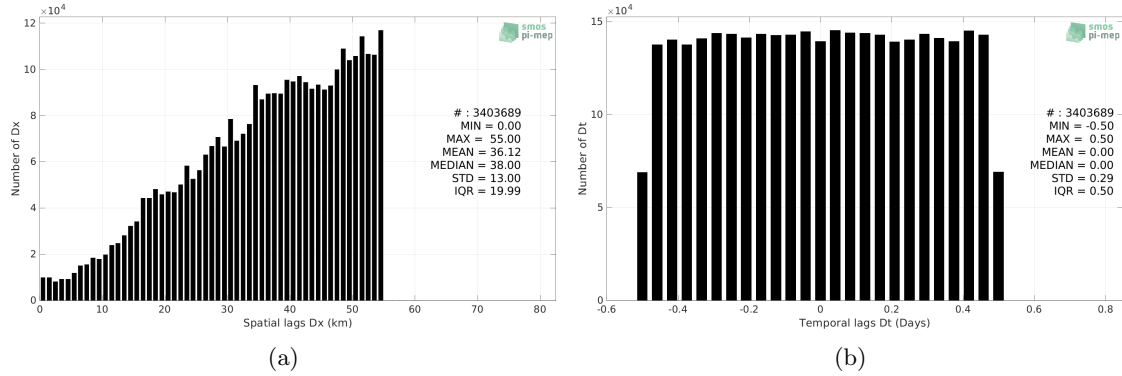 ×10⁴
12
10
8
6
4
2
0
Number of Dx
0 10 20 30 40 50 60 70 80
Spatial lags Dx (km)
smos
pi-mep
# : 3403689
MIN = 0.00
MAX = 55.00
MEAN = 36.12
MEDIAN = 38.00
STD = 13.00
IQR = 19.99
(a)
×10⁴
15
10
5
0
Number of Dt
-0.6 -0.4 -0.2 0 0.2 0.4 0.6 0.8
Temporal lags Dt (Days)
smos
pi-mep
# : 3403689
MIN = -0.50
MAX = 0.50
MEAN = 0.00
MEDIAN = 0.00
STD = 0.29
IQR = 0.50
(b)